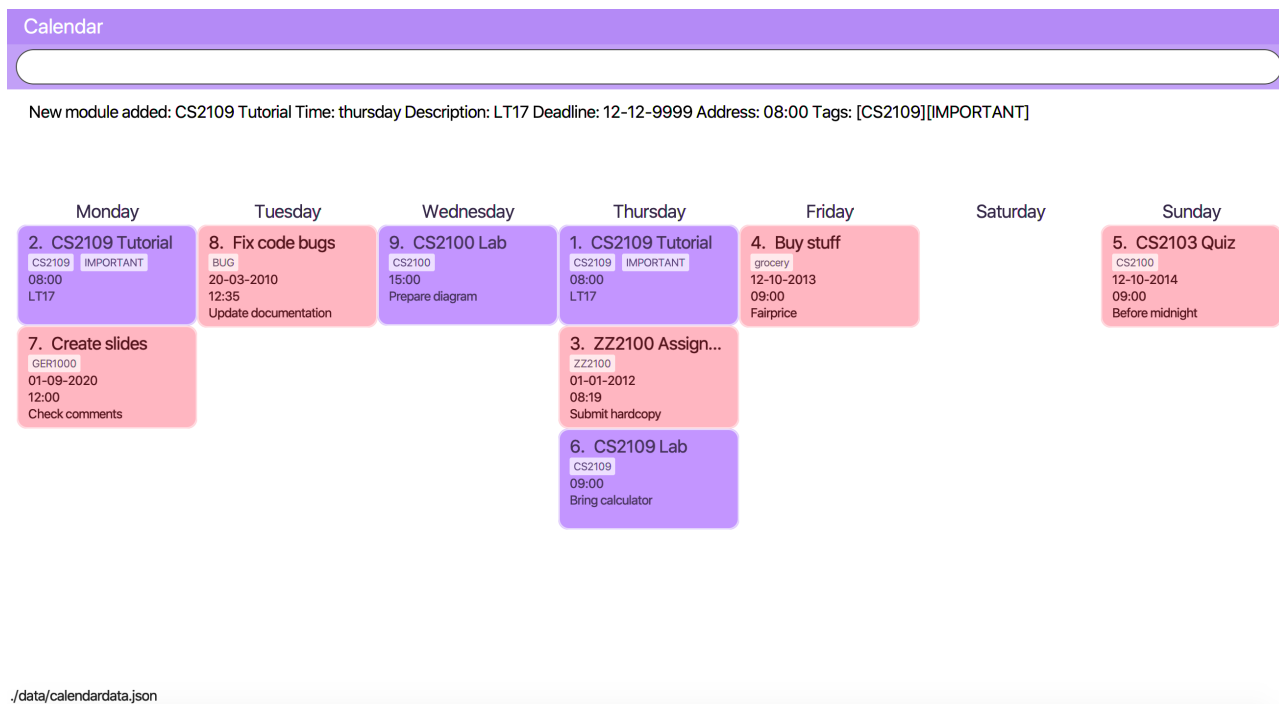 Calendar
New module added: CS2109 Tutorial Time: thursday Description: LT17 Deadline: 12-12-9999 Address: 08:00 Tags: [CS2109][IMPORTANT]
Monday
2. CS2109 Tutorial
CS2109 IMPORTANT
08:00
LT17
7. Create slides
GER1000
01-09-2020
12:00
Check comments
Tuesday
8. Fix code bugs
BUG
20-03-2010
12:35
Update documentation
Wednesday
9. CS2100 Lab
CS2100
15:00
Prepare diagram
Thursday
1. CS2109 Tutorial
CS2109 IMPORTANT
08:00
LT17
3. ZZ2100 Assign...
ZZ2100
01-01-2012
08:19
Submit hardcopy
6. CS2109 Lab
CS2109
09:00
Bring calculator
Friday
4. Buy stuff
grocery
12-10-2013
09:00
Fairprice
Saturday
Sunday
5. CS2103 Quiz
CS2100
12-10-2014
09:00
Before midnight
./data/calendardata.json